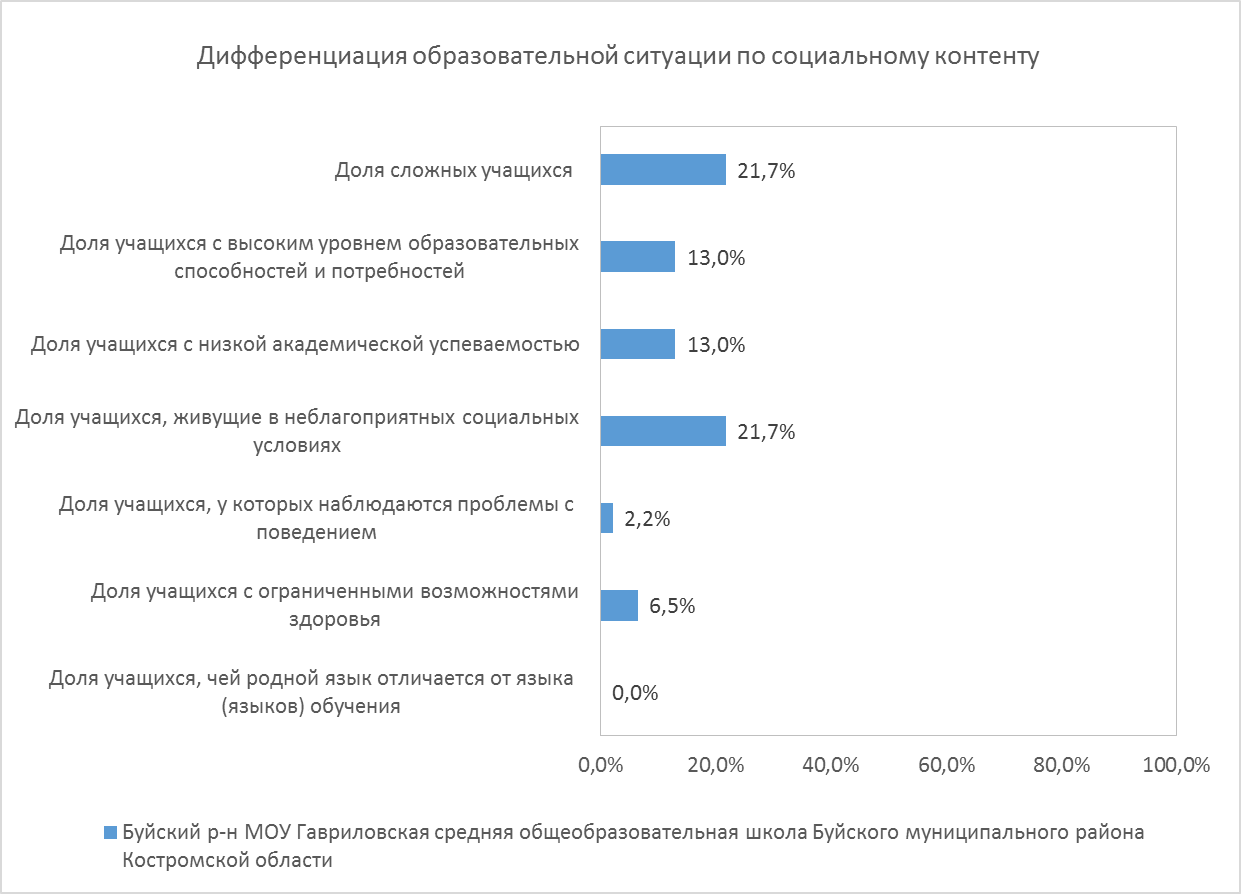 Дифференциация образовательной ситуации по социальному контенту
Доля сложных учащихся
21,7%
Доля учащихся с высоким уровнем образовательных
способностей и потребностей
13,0%
Доля учащихся с низкой академической успеваемостью
13,0%
Доля учащихся, живущие в неблагоприятных социальных
условиях
21,7%
Доля учащихся, у которых наблюдаются проблемы с
поведением
2,2%
Доля учащихся с ограниченными возможностями
здоровья
6,5%
Доля учащихся, чей родной язык отличается от языка
(языков) обучения
0,0%
0,0% 20,0% 40,0% 60,0% 80,0% 100,0%
Буйский р-н МОУ Гавриловская средняя общеобразовательная школа Буйского муниципального района
Костромской области